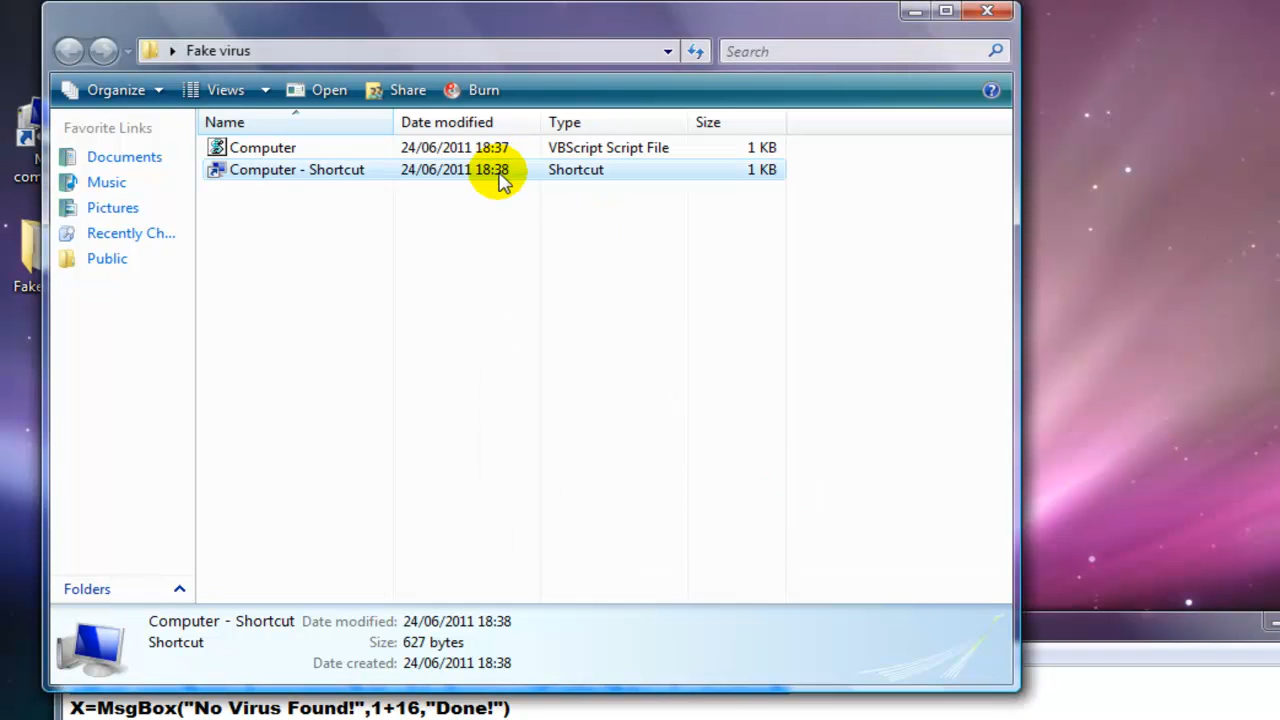 Fake virus
Search
Organize Views Open Share Burn
Favorite Links
Documents
Music
Pictures
Recently Ch...
Public
Name Date modified Type Size
Computer 24/06/2011 18:37 VBScript Script File 1 KB
Computer - Shortcut 24/06/2011 18:38 Shortcut 1 KB
com
Fake
Folders
Computer - Shortcut Date modified: 24/06/2011 18:38
Shortcut Size: 627 bytes
Date created: 24/06/2011 18:38
X=MsgBox("No Virus Found!",1+16,"Done!")